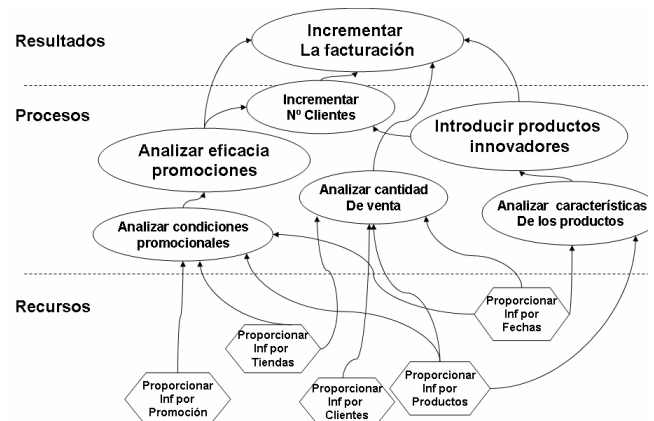 Resultados
Incrementar
La facturación
Procesos
Incrementar
Nº Clientes
Introducir productos
innovadores
Analizar eficacia
promociones
Analizar cantidad
De venta
Analizar características
De los productos
Analizar condiciones
promocionales
Recursos
Proporcionar
Inf por
Fechas
Proporcionar
Inf por
Tiendas
Proporcionar
Inf por
Promoción
Proporcionar
Inf por
Clientes
Proporcionar
Inf por
Productos